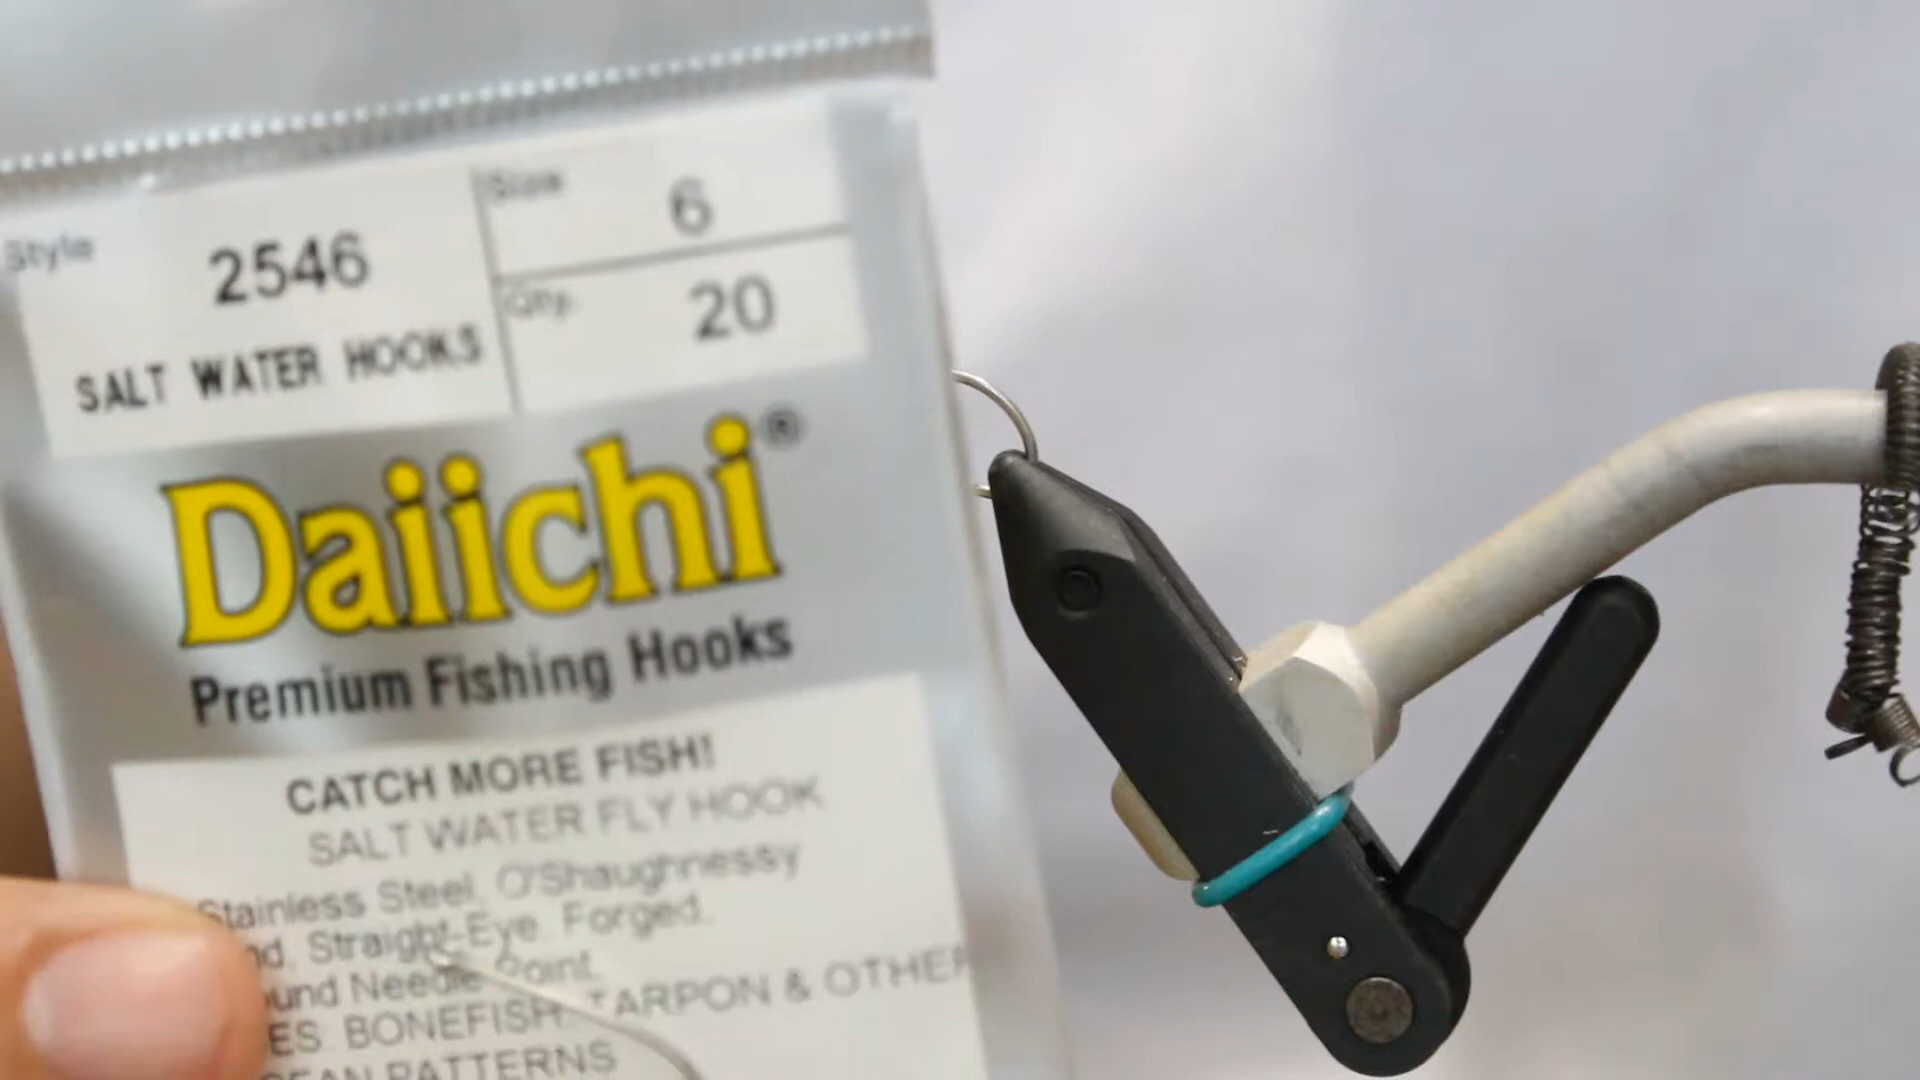 Style 2546
SALT WATER HOOKS
Size 6
Qty. 20
Daiichi®
Premium Fishing Hooks
CATCH MORE FISH!
SALT WATER FLY HOOK
Stainless Steel, O'Shaughnessy
Straight-Eye, Forged,
Needle Point.
BONEFISH, TARPON & OTHER
PATTERNS